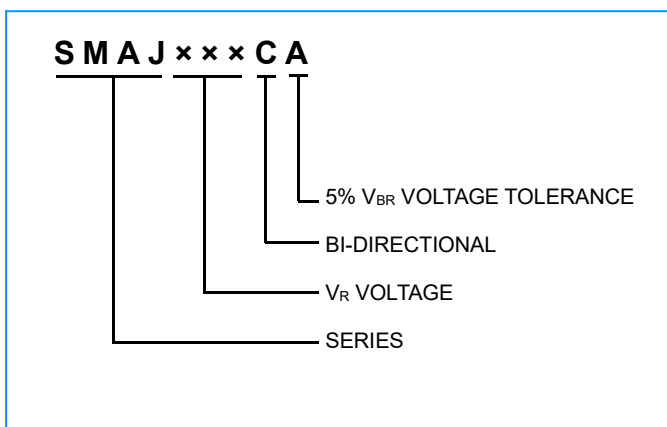 SMAJ×××CA
5% VBR VOLTAGE TOLERANCE
BI-DIRECTIONAL
VR VOLTAGE
SERIES